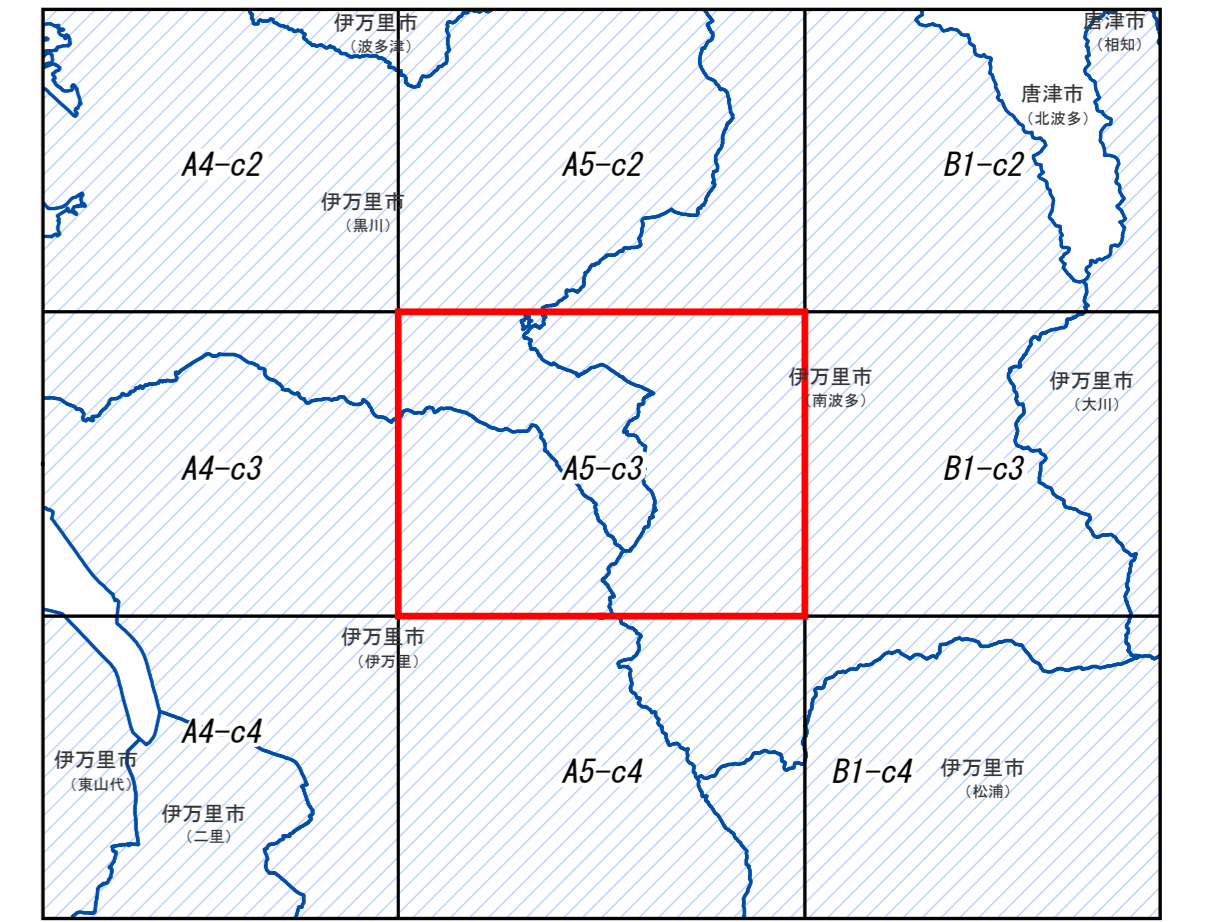 伊万里市
（波多津）
唐津市
（相知）
唐津市
（北波多）
A4-c2
A5-c2
B1-c2
伊万里市
（黒川）
伊万里市
（南波多）
伊万里市
（大川）
A4-c3
A5-c3
B1-c3
伊万里市
（伊万里）
A4-c4
伊万里市
（東山代）
A5-c4
B1-c4
伊万里市
（松浦）
伊万里市
（二里）